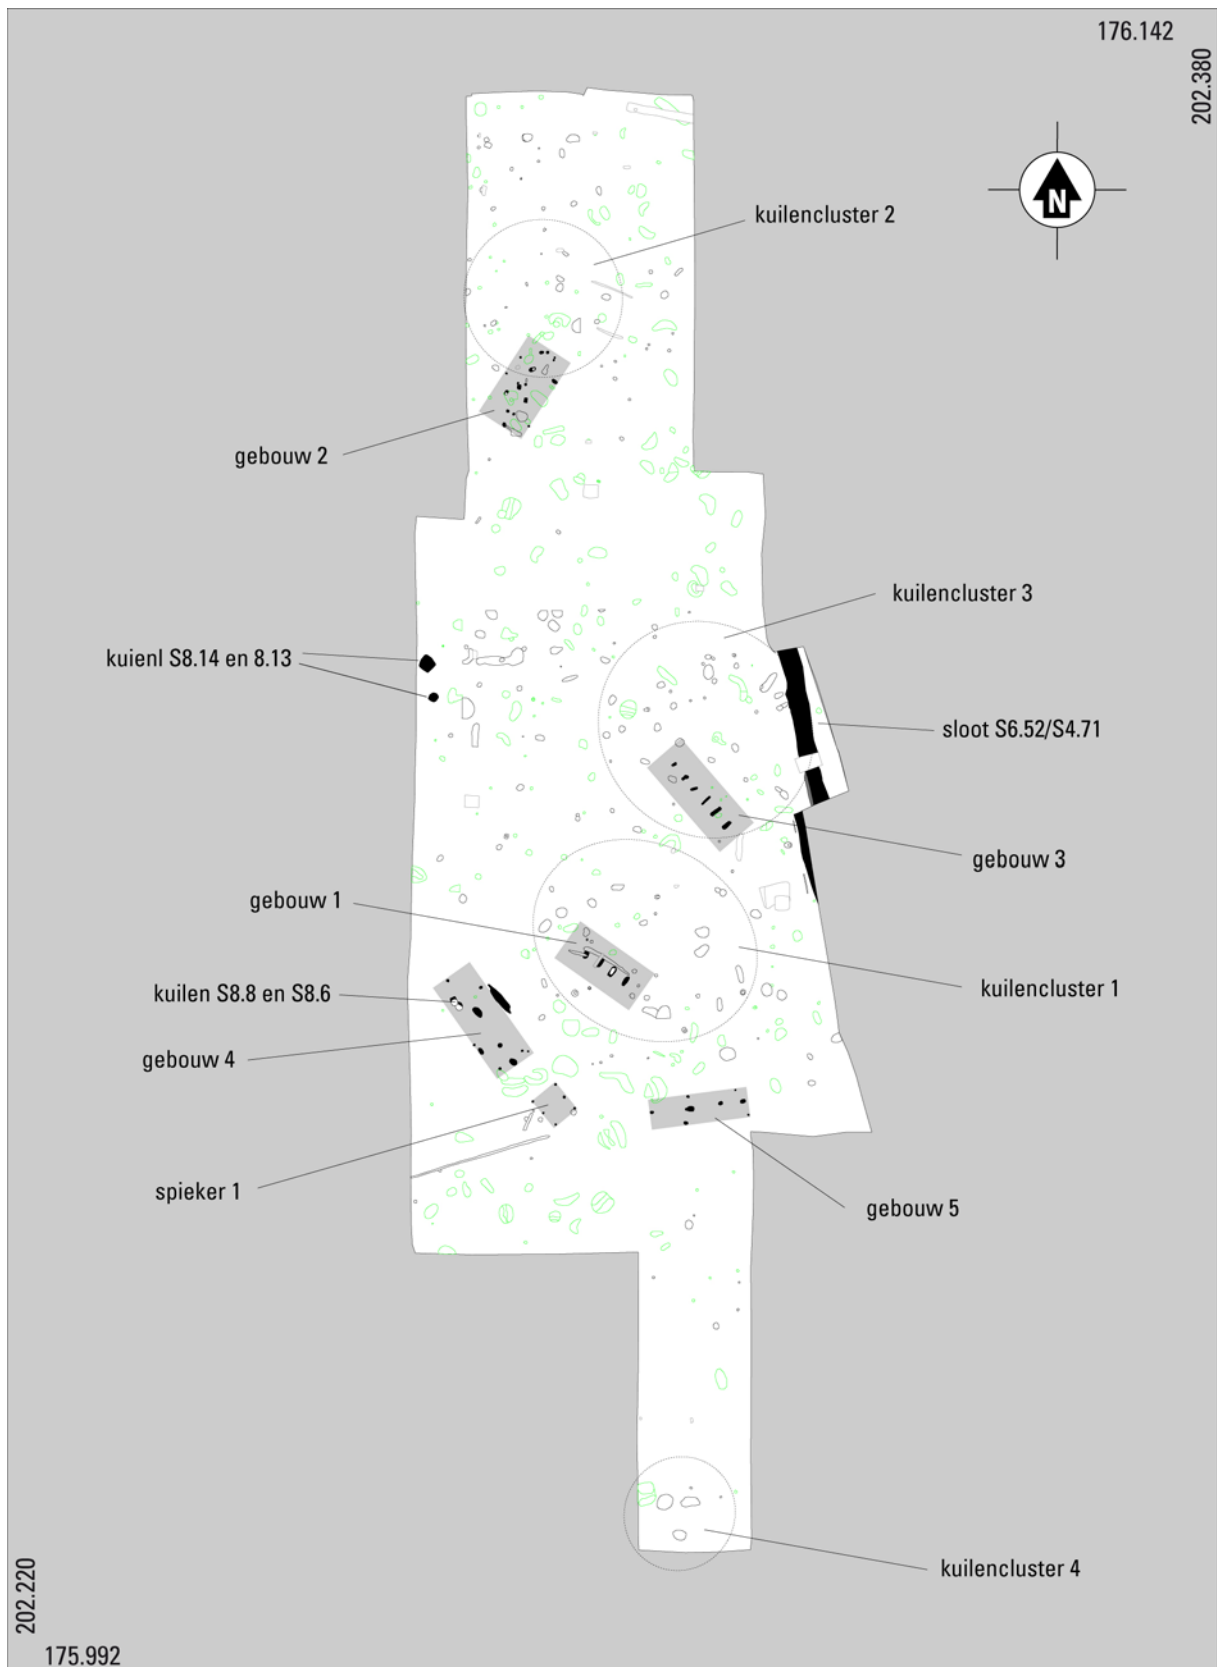 176.142
202.380
N
kuilencluster 2
gebouw 2
kuilencluster 3
kuienl S8.14 en 8.13
sloot S6.52/S4.71
gebouw 3
gebouw 1
kuilen S8.8 en S8.6
kuilencluster 1
gebouw 4
spieker 1
gebouw 5
kuilencluster 4
202.220
175.992